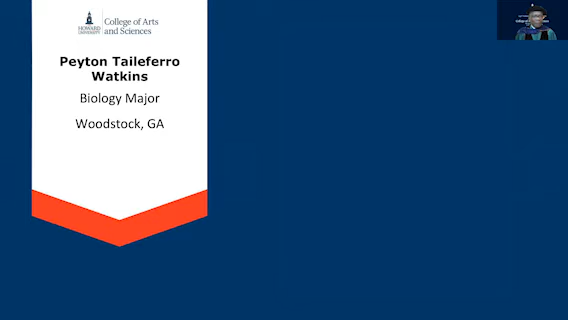 HOWARD
UNIVERSITY
College of Arts
and Sciences
Peyton Taileferro
Watkins
Biology Major
Woodstock, GA